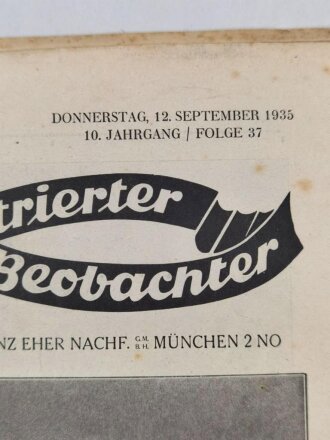 DONNERSTAG, 12. SEPTEMBER 1935
10. JAHRGANG / FOLGE 37
trierter
Beobachter
NZ EHER NACHF. G.M.B.H. MÜNCHEN 2 NO